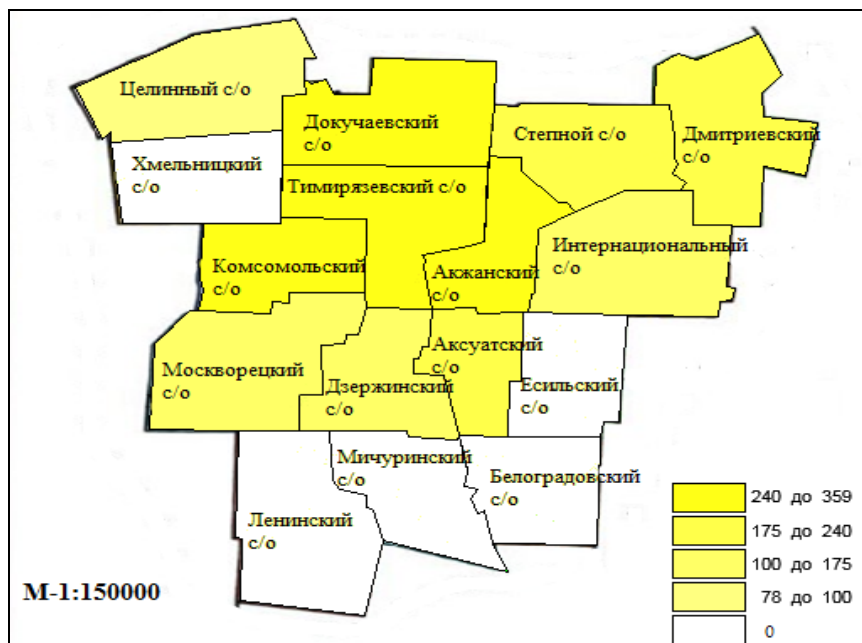 Целинный с/о
Докучаевский
с/о
Степной с/о
Дмитриевский
с/о
Хмельницкий
с/о
Тимирязевский с/о
Интернациональный
с/о
Комсомольский
с/о
Акжанский
с/о
Москворецкий
с/о
Дзержинский
с/о
Аксуатский
с/о
Есильский
с/о
Мичуринский
с/о
Белоградовский
с/о
Ленинский
с/о
М-1:150000
240 до 359
175 до 240
100 до 175
78 до 100
0